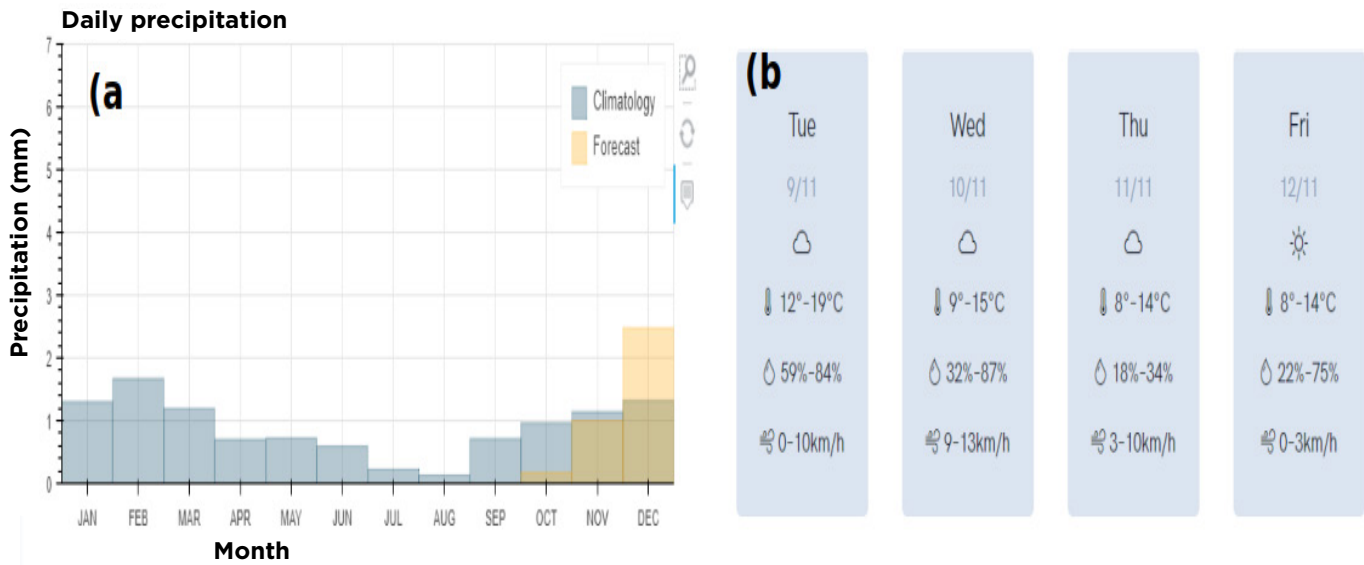 Daily precipitation
(a
Climatology
Forecast
Precipitation (mm)
7
6
5
4
3
2
1
0
JAN FEB MAR APR MAY JUN JUL AUG SEP OCT NOV DEC
Month
(b
Tue
9/11
12°-19°C
59%-84%
0-10km/h
Wed
10/11
9°-15°C
32%-87%
9-13km/h
Thu
11/11
8°-14°C
18%-34%
3-10km/h
Fri
12/11
8°-14°C
22%-75%
0-3km/h